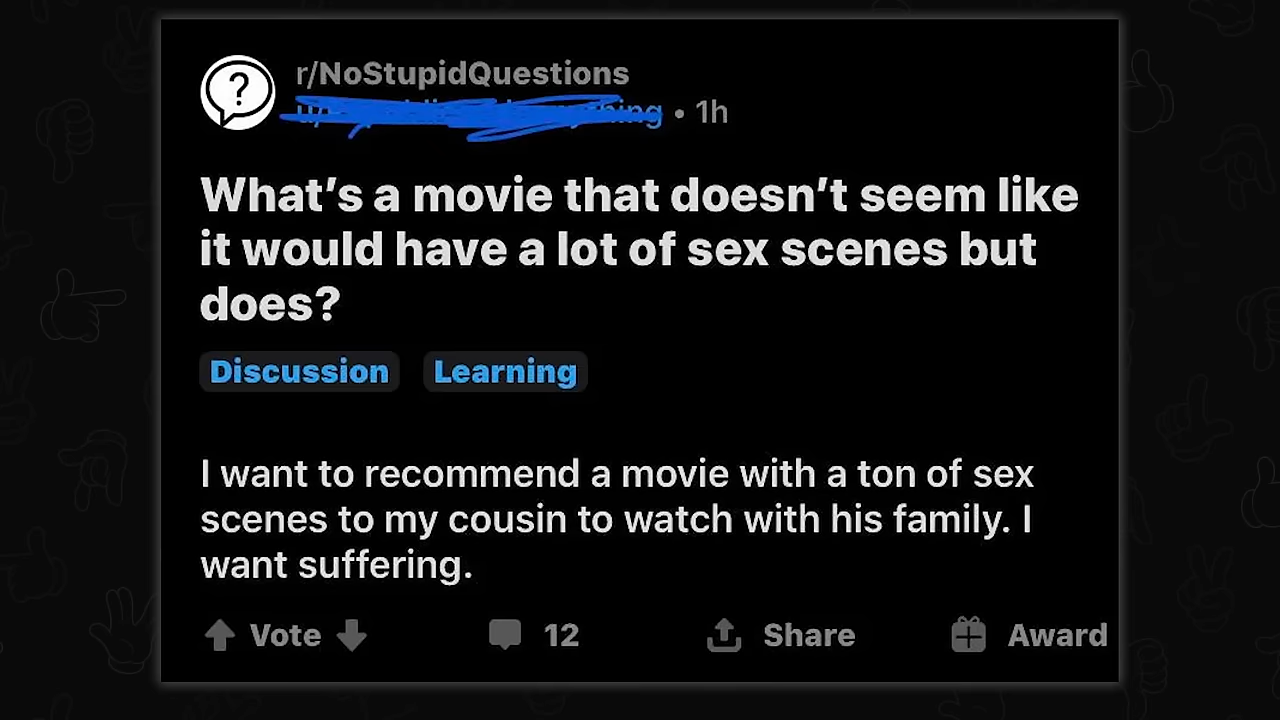 r/NoStupidQuestions
• 1h
What’s a movie that doesn’t seem like
it would have a lot of sex scenes but
does?
Discussion Learning
I want to recommend a movie with a ton of sex
scenes to my cousin to watch with his family. I
want suffering.
Vote 12 Share Award